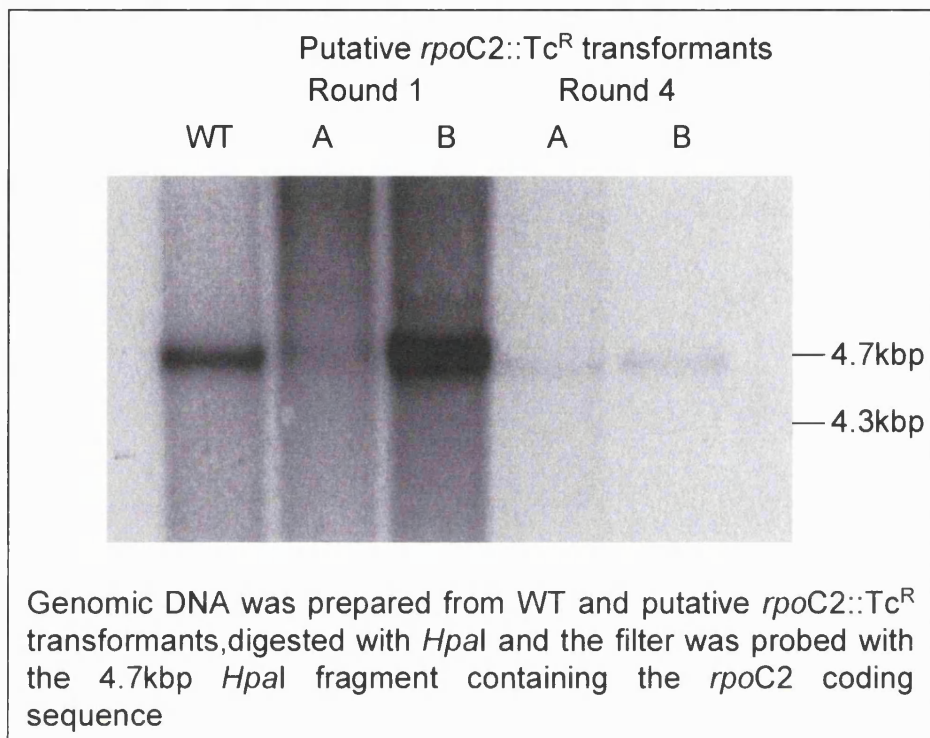 Putative rpoC2::Tcᴿ transformants
Round 1 Round 4
WT A B A B
4.7kbp
4.3kbp
Genomic DNA was prepared from WT and putative rpoC2::Tcᴿ
transformants,digested with HpaI and the filter was probed with
the 4.7kbp HpaI fragment containing the rpoC2 coding
sequence